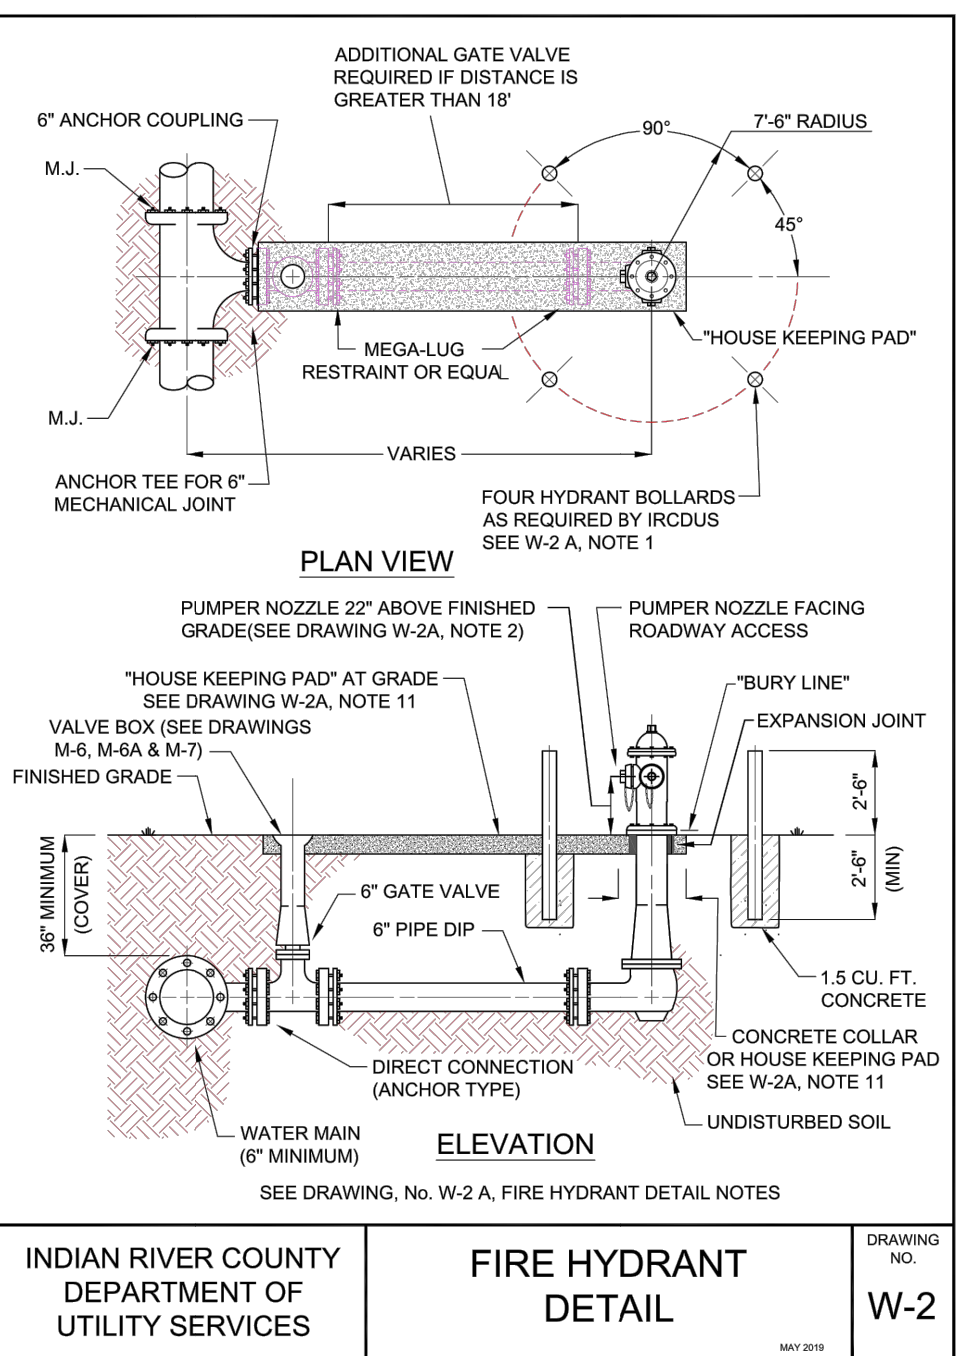 ADDITIONAL GATE VALVE
REQUIRED IF DISTANCE IS
GREATER THAN 18'
6" ANCHOR COUPLING
7'-6" RADIUS
90°
M.J.
45°
"HOUSE KEEPING PAD"
MEGA-LUG
RESTRAINT OR EQUAL
M.J.
VARIES
ANCHOR TEE FOR 6"
MECHANICAL JOINT
FOUR HYDRANT BOLLARDS
AS REQUIRED BY IRCDUS
SEE W-2 A, NOTE 1
PLAN VIEW
PUMPER NOZZLE 22" ABOVE FINISHED
GRADE(SEE DRAWING W-2A, NOTE 2)
PUMPER NOZZLE FACING
ROADWAY ACCESS
"HOUSE KEEPING PAD" AT GRADE
SEE DRAWING W-2A, NOTE 11
"BURY LINE"
VALVE BOX (SEE DRAWINGS
M-6, M-6A & M-7)
EXPANSION JOINT
FINISHED GRADE
2'-6"
2'-6"
(MIN)
36" MINIMUM
(COVER)
6" GATE VALVE
6" PIPE DIP
1.5 CU. FT.
CONCRETE
CONCRETE COLLAR
OR HOUSE KEEPING PAD
SEE W-2A, NOTE 11
DIRECT CONNECTION
(ANCHOR TYPE)
UNDISTURBED SOIL
WATER MAIN
(6" MINIMUM)
ELEVATION
SEE DRAWING, No. W-2 A, FIRE HYDRANT DETAIL NOTES
INDIAN RIVER COUNTY
DEPARTMENT OF
UTILITY SERVICES
FIRE HYDRANT
DETAIL
MAY 2019
DRAWING
NO.
W-2